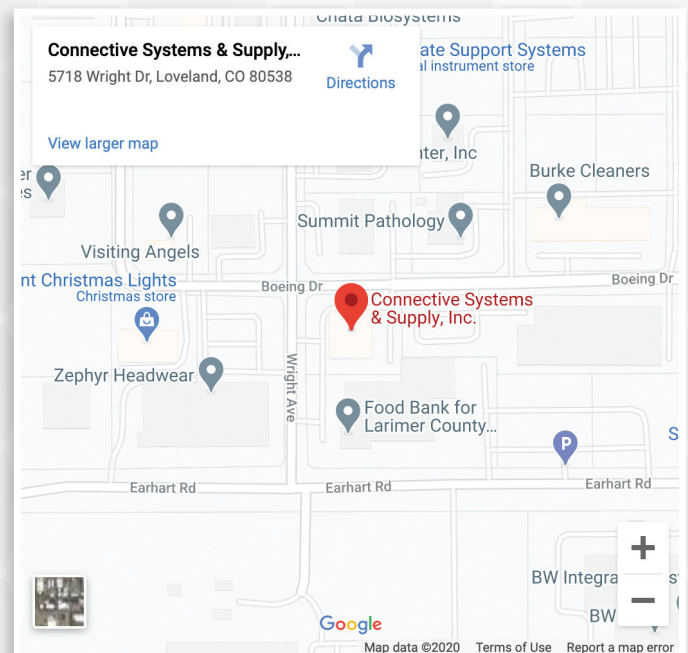 Chata Biosystems
Connective Systems & Supply,...
5718 Wright Dr, Loveland, CO 80538
Directions
View larger map
ate Support Systems
al instrument store
nter, Inc
er
es
Burke Cleaners
Summit Pathology
Visiting Angels
nt Christmas Lights
Christmas store
Boeing Dr
Boeing Dr
Connective Systems
& Supply, Inc.
Zephyr Headwear
Wright Ave
Food Bank for
Larimer County...
P
S
Earhart Rd
Earhart Rd
Earhart Rd
+
BW Integra
st
−
BW
Google
Map data ©2020
Terms of Use
Report a map error